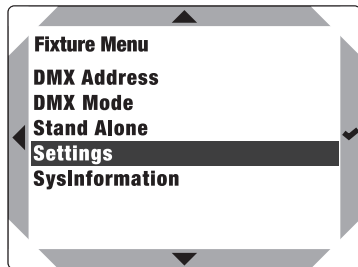 Fixture Menu
DMX Address
DMX Mode
Stand Alone
Settings
SysInformation